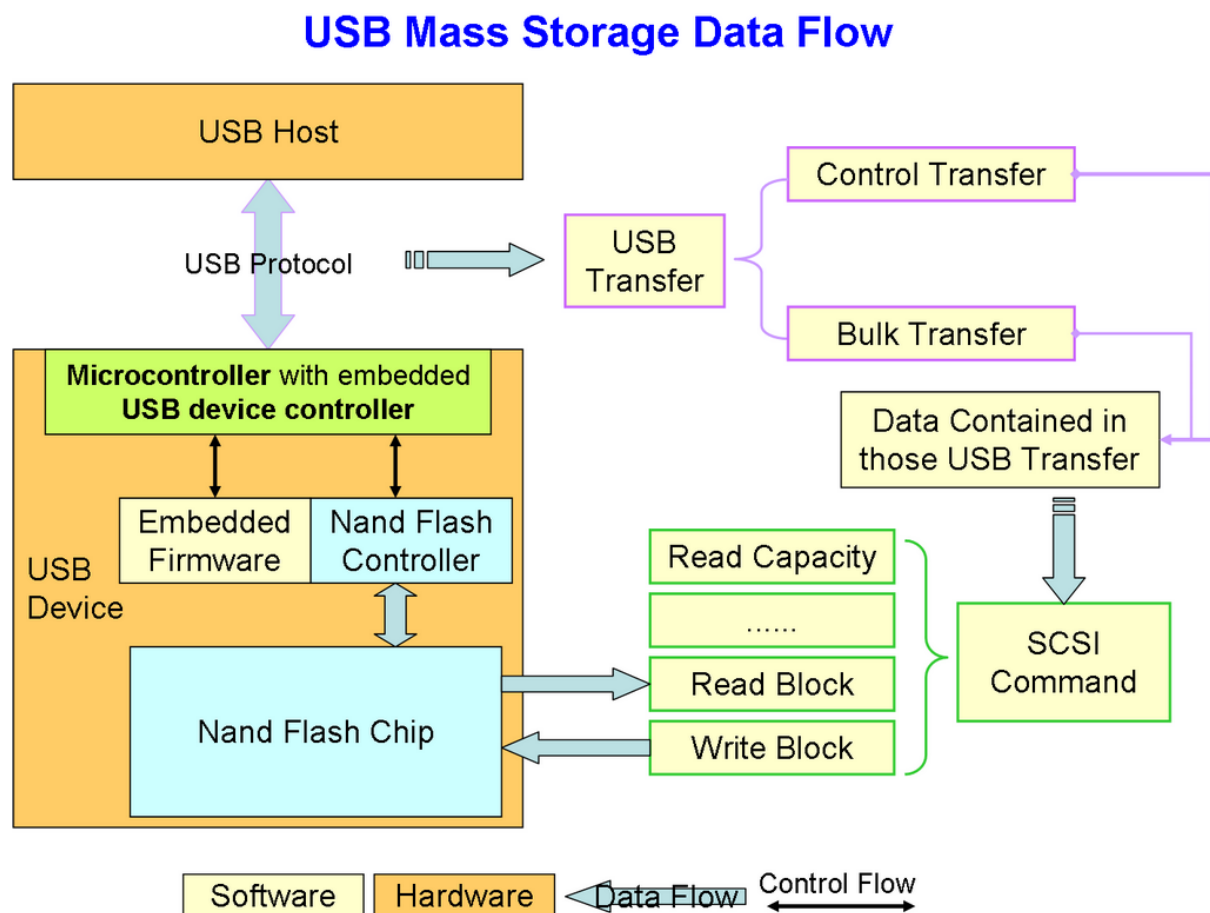 USB Mass Storage Data Flow
USB Host
USB Protocol
USB
Transfer
Control Transfer
Bulk Transfer
Data Contained in
those USB Transfer
Microcontroller with embedded
USB device controller
Embedded
Firmware
Nand Flash
Controller
USB
Device
Nand Flash Chip
Read Capacity
......
Read Block
Write Block
SCSI
Command
Software
Hardware
Data Flow
Control Flow